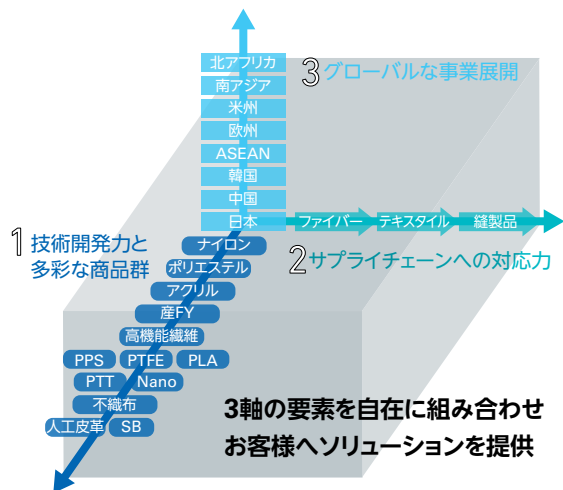 北アフリカ
南アジア
米州
欧州
ASEAN
韓国
中国
日本
3 グローバルな事業展開
ファイバー テキスタイル 縫製品
2 サプライチェーンへの対応力
1 技術開発力と
多彩な商品群
ナイロン
ポリエステル
アクリル
産FY
高機能繊維
PPS PTFE PLA
PTT Nano
不織布
人工皮革 SB
3軸の要素を自在に組み合わせ
お客様へソリューションを提供